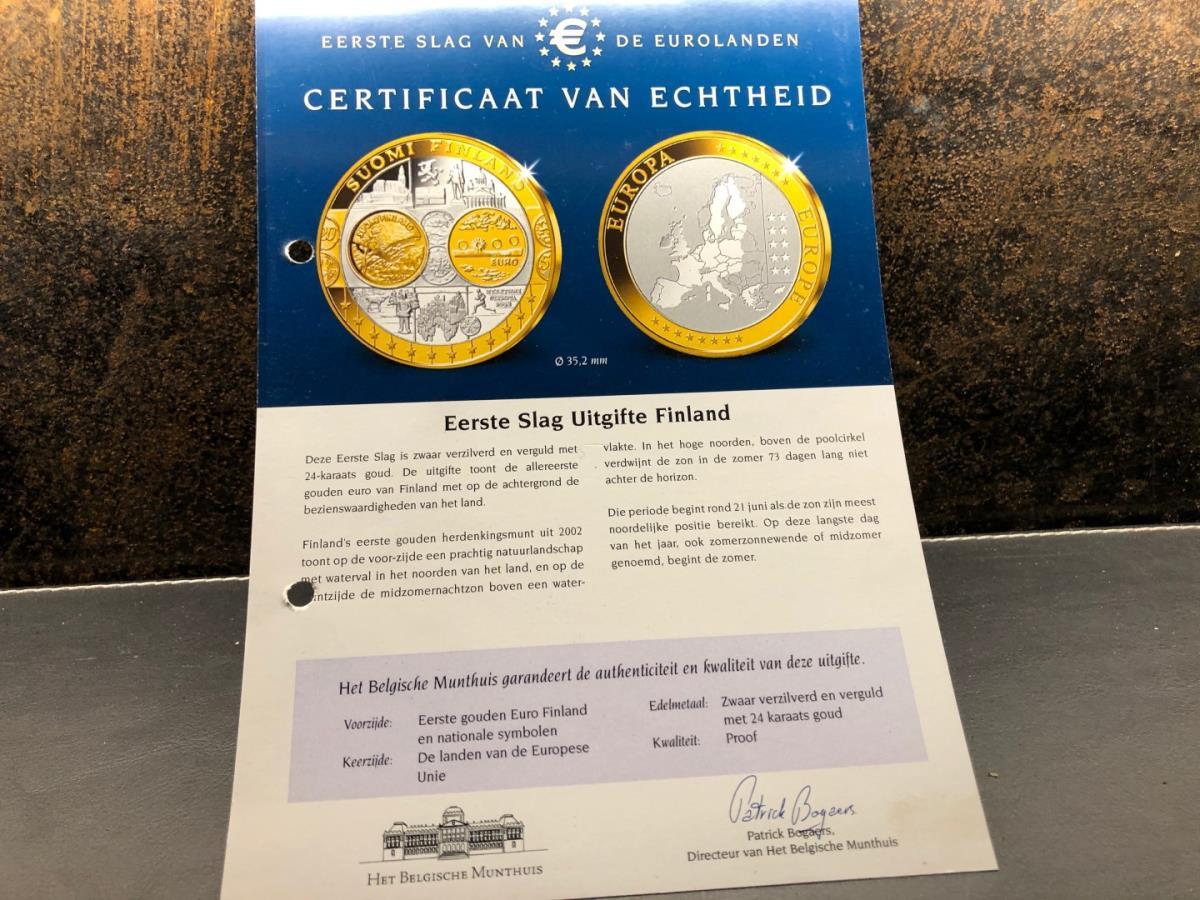 EERSTE SLAG VAN € DE EUROLANDEN
CERTIFICAAT VAN ECHTHEID
SUOMI FINLAND
EURO
EUROPA
EUROPE
Ø 35,2 mm
Eerste Slag Uitgifte Finland
Deze Eerste Slag is zwaar verzilverd en verguld met
24-karaats goud. De uitgifte toont de allereerste
gouden euro van Finland met op de achtergrond de
bezienswaardigheden van het land.
Finland's eerste gouden herdenkingsmunt uit 2002
toont op de voor-zijde een prachtig natuurlandschap
met waterval in het noorden van het land, en op de
ntzijde de midzomernachtzon boven een water-
vlakte. In het hoge noorden, boven de poolcirkel
verdwijnt de zon in de zomer 73 dagen lang niet
achter de horizon.
Die periode begint rond 21 juni als de zon zijn meest
noordelijke positie bereikt. Op deze langste dag
van het jaar, ook zomerzonnewende of midzomer
genoemd, begint de zomer.
Het Belgische Munthuis garandeert de authenticiteit en kwaliteit van deze uitgifte.
Voorzijde: Eerste gouden Euro Finland
en nationale symbolen
Keerzijde: De landen van de Europese
Unie
Edelmetaal: Zwaar verzilverd en verguld
met 24 karaats goud
Kwaliteit: Proof
HET BELGISCHE MUNTHUIS
Patrick Bogaers
Patrick Bogaers,
Directeur van Het Belgische Munthuis